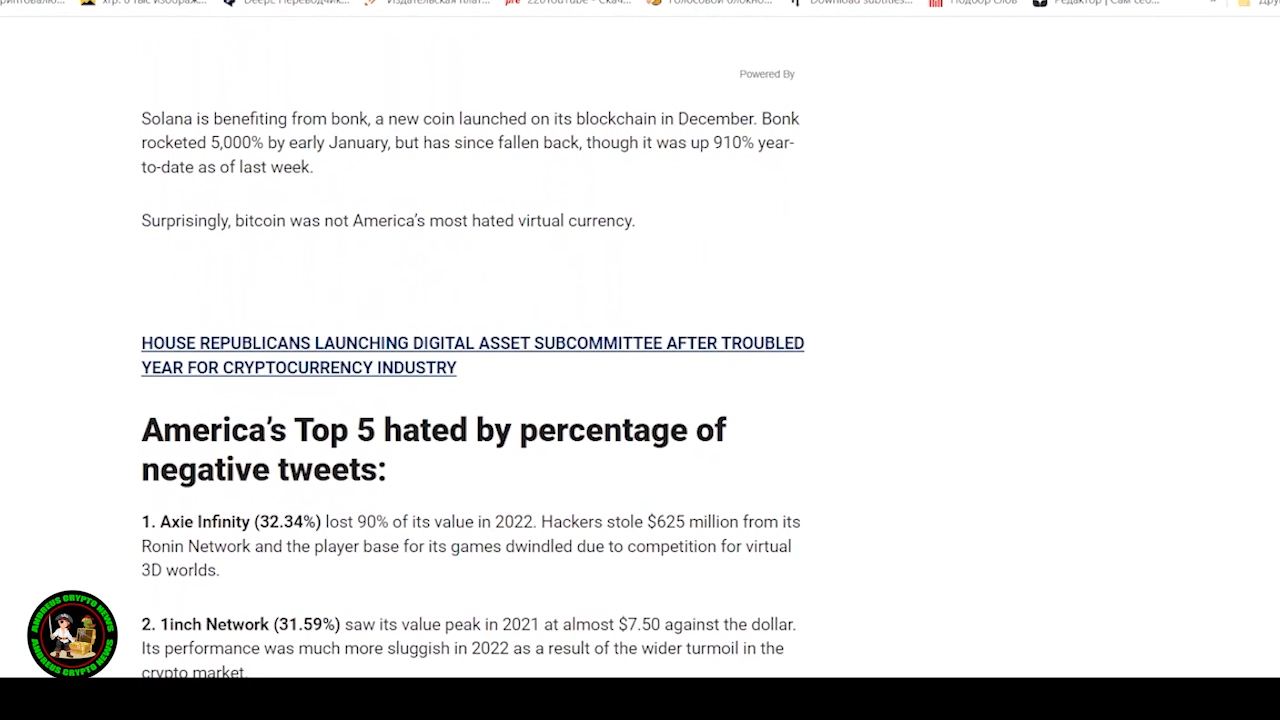 Powered By
Solana is benefiting from bonk, a new coin launched on its blockchain in December. Bonk
rocketed 5,000% by early January, but has since fallen back, though it was up 910% year-
to-date as of last week.
Surprisingly, bitcoin was not America's most hated virtual currency.
HOUSE REPUBLICANS LAUNCHING DIGITAL ASSET SUBCOMMITTEE AFTER TROUBLED
YEAR FOR CRYPTOCURRENCY INDUSTRY
America's Top 5 hated by percentage of
negative tweets:
1. Axie Infinity (32.34%) lost 90% of its value in 2022. Hackers stole $625 million from its
Ronin Network and the player base for its games dwindled due to competition for virtual
3D worlds.
2. 1inch Network (31.59%) saw its value peak in 2021 at almost $7.50 against the dollar.
Its performance was much more sluggish in 2022 as a result of the wider turmoil in the
crypto market.
ANDREUS CRYPTO NEWS
ANDREUS CRYPTO NEWS